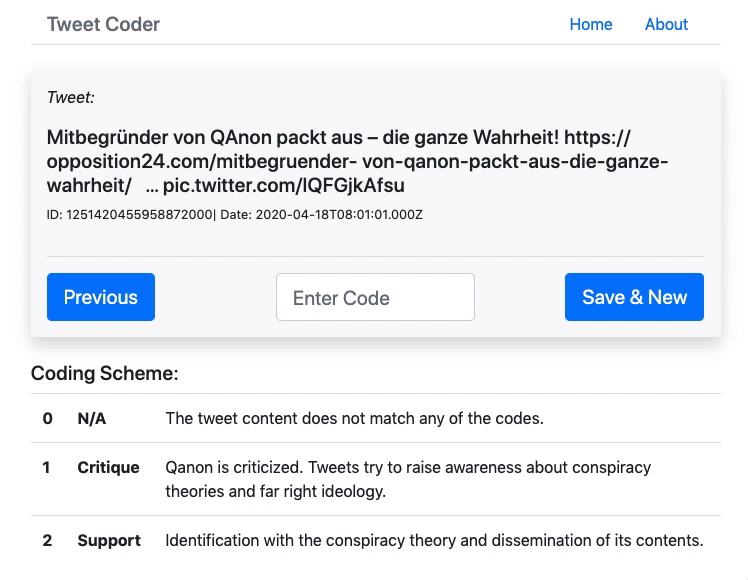 Tweet Coder Home About
Tweet:
Mitbegründer von QAnon packt aus – die ganze Wahrheit! https://
opposition24.com/mitbegruender- von-qanon-packt-aus-die-ganze-
wahrheit/ ... pic.twitter.com/lQFGjkAfsu
ID: 1251420455958872000| Date: 2020-04-18T08:01:01.000Z
Previous Enter Code Save & New
Coding Scheme:
0 N/A The tweet content does not match any of the codes.
1 Critique Qanon is criticized. Tweets try to raise awareness about conspiracy
theories and far right ideology.
2 Support Identification with the conspiracy theory and dissemination of its contents.